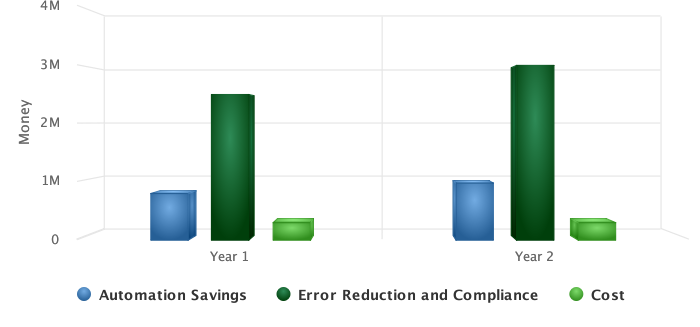 4M
3M
2M
1M
0
Money
Year 1
Year 2
Automation Savings
Error Reduction and Compliance
Cost